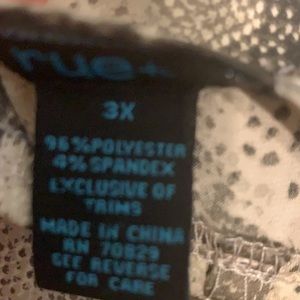 rue+
3X
96%POLYESTER
4%SPANDEX
EXCLUSIVE OF
TRIMS
MADE IN CHINA
RN 70829
SEE REVERSE
FOR CARE